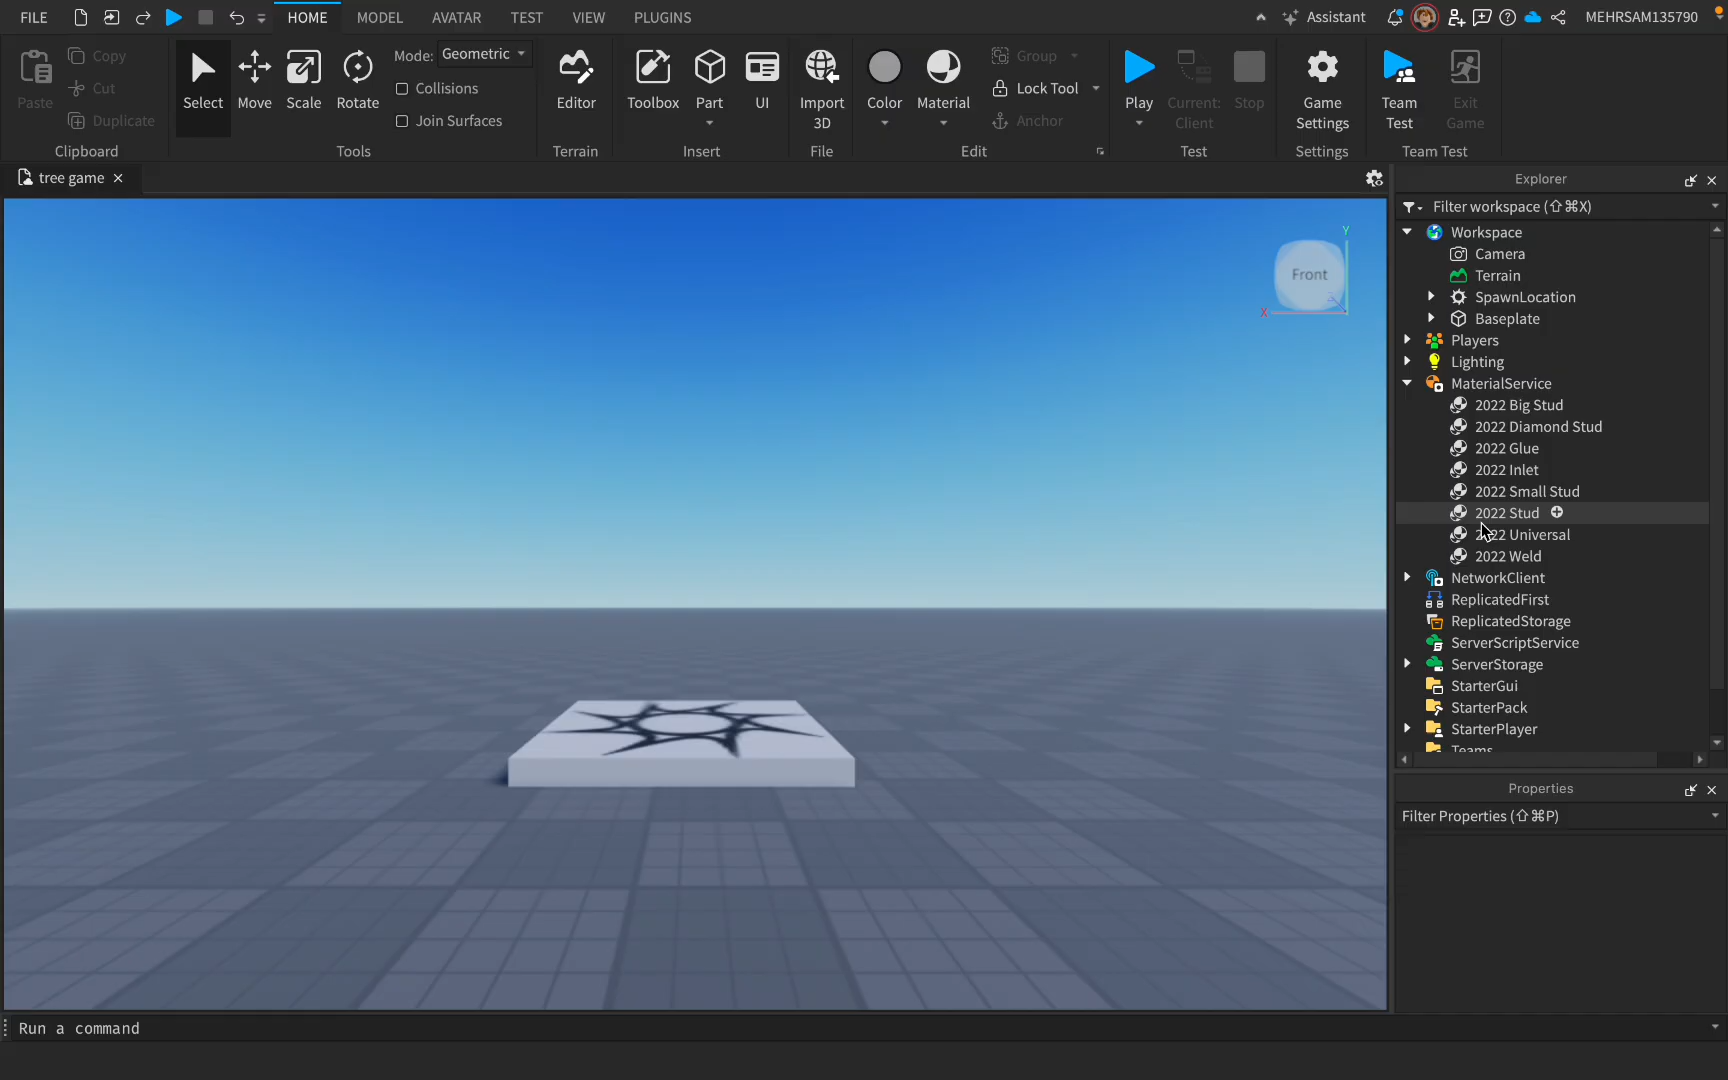 FILE HOME MODEL AVATAR TEST VIEW PLUGINS Assistant MEHRSAM135790
Paste Copy Cut Duplicate
Clipboard
Select Move Scale Rotate
Mode: Geometric
Collisions
Join Surfaces
Tools
Editor
Terrain
Toolbox Part UI
Insert
Import
3D
File
Color Material
Group
Lock Tool
Anchor
Edit
Play Current: Stop
Client
Test
Game
Settings
Settings
Team Exit
Test Game
Team Test
tree game
Front
Y
X
Explorer
Filter workspace (⇧⌘X)
Workspace
Camera
Terrain
SpawnLocation
Baseplate
Players
Lighting
MaterialService
2022 Big Stud
2022 Diamond Stud
2022 Glue
2022 Inlet
2022 Small Stud
2022 Stud
2022 Universal
2022 Weld
NetworkClient
ReplicatedFirst
ReplicatedStorage
ServerScriptService
ServerStorage
StarterGui
StarterPack
StarterPlayer
Teams
Properties
Filter Properties (⇧⌘P)
Run a command